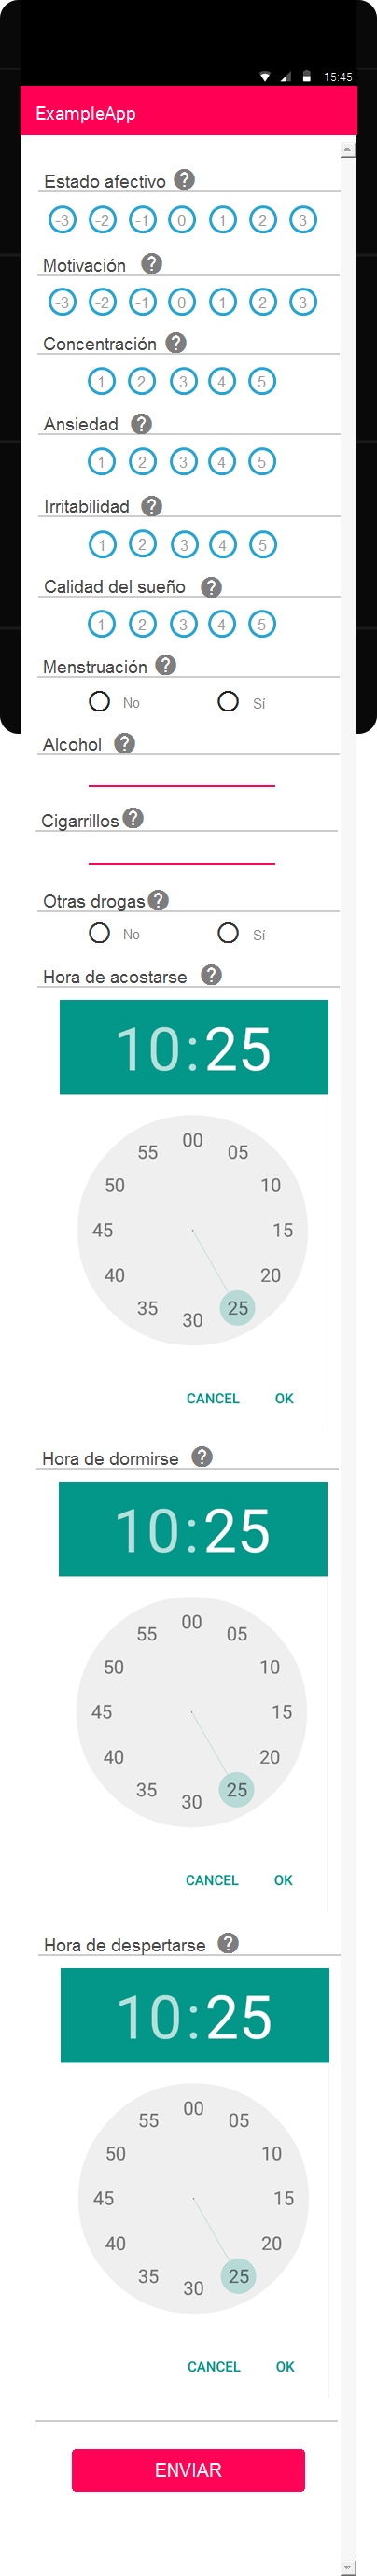 15:45
ExampleApp
Estado afectivo ?
-3 -2 -1 0 1 2 3
Motivación ?
-3 -2 -1 0 1 2 3
Concentración ?
1 2 3 4 5
Ansiedad ?
1 2 3 4 5
Irritabilidad ?
1 2 3 4 5
Calidad del sueño ?
1 2 3 4 5
Menstruación ?
No Sí
Alcohol ?
Cigarrillos ?
Otras drogas ?
No Sí
Hora de acostarse ?
10:25
00
55 05
50 10
45 15
40 20
35 25
30
CANCEL OK
Hora de dormirse ?
10:25
00
55 05
50 10
45 15
40 20
35 25
30
CANCEL OK
Hora de despertarse ?
10:25
00
55 05
50 10
45 15
40 20
35 25
30
CANCEL OK
ENVIAR